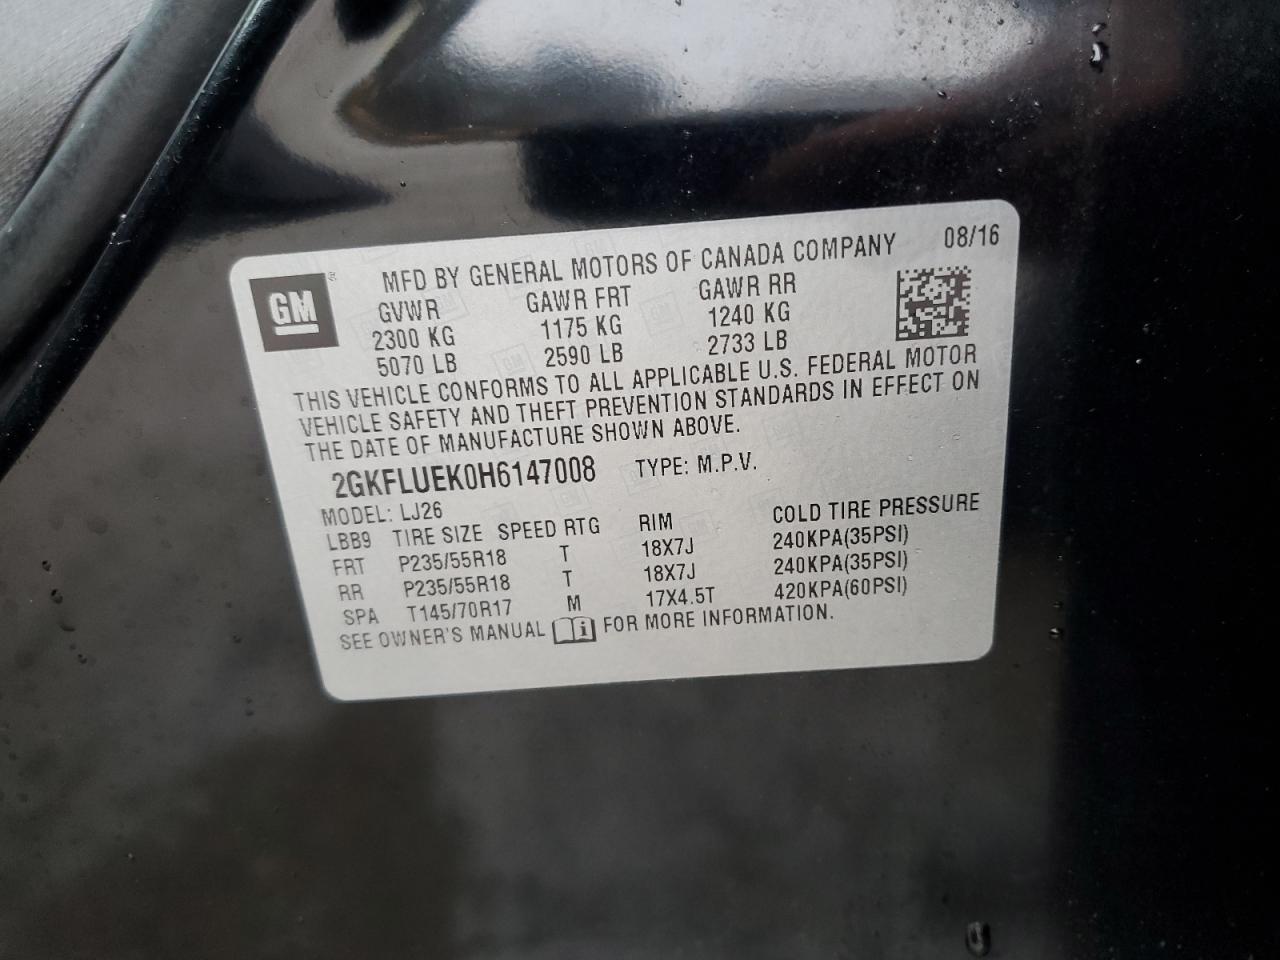 GM
MFD BY GENERAL MOTORS OF CANADA COMPANY 08/16
GVWR GAWR FRT GAWR RR
2300 KG 1175 KG 1240 KG
5070 LB 2590 LB 2733 LB
THIS VEHICLE CONFORMS TO ALL APPLICABLE U.S. FEDERAL MOTOR
VEHICLE SAFETY AND THEFT PREVENTION STANDARDS IN EFFECT ON
THE DATE OF MANUFACTURE SHOWN ABOVE.
2GKFLUEK0H6147008 TYPE: M.P.V.
MODEL: LJ26
LBB9 TIRE SIZE SPEED RTG RIM COLD TIRE PRESSURE
FRT P235/55R18 T 18X7J 240KPA(35PSI)
RR P235/55R18 T 18X7J 240KPA(35PSI)
SPA T145/70R17 M 17X4.5T 420KPA(60PSI)
SEE OWNER'S MANUAL i FOR MORE INFORMATION.